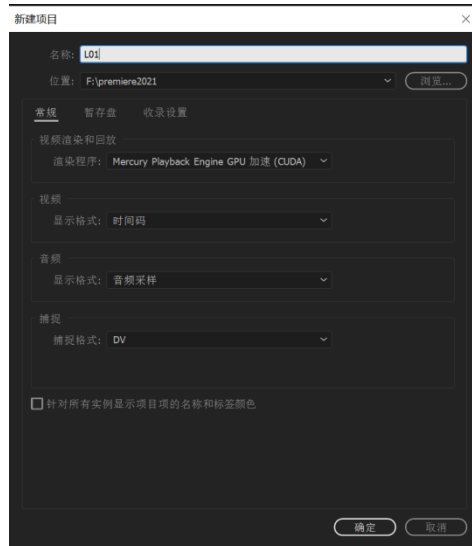 新建项目
名称: L01
位置: F:\premiere2021 浏览...
常规 暂存盘 收录设置
视频渲染和回放
渲染程序: Mercury Playback Engine GPU 加速 (CUDA)
视频
显示格式: 时间码
音频
显示格式: 音频采样
捕捉
捕捉格式: DV
针对所有实例显示项目项的名称和标签颜色
确定 取消